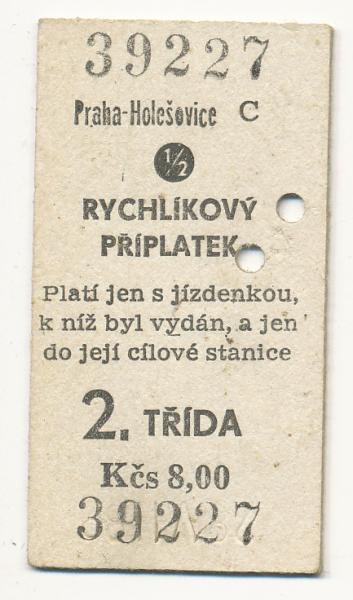 39227
Praha-Holešovice C
1/2
RYCHLÍKOVÝ
PŘÍPLATEK
Platí jen s jízdenkou,
k níž byl vydán, a jen
do její cílové stanice
2. TŘÍDA
Kčs 8,00
39227